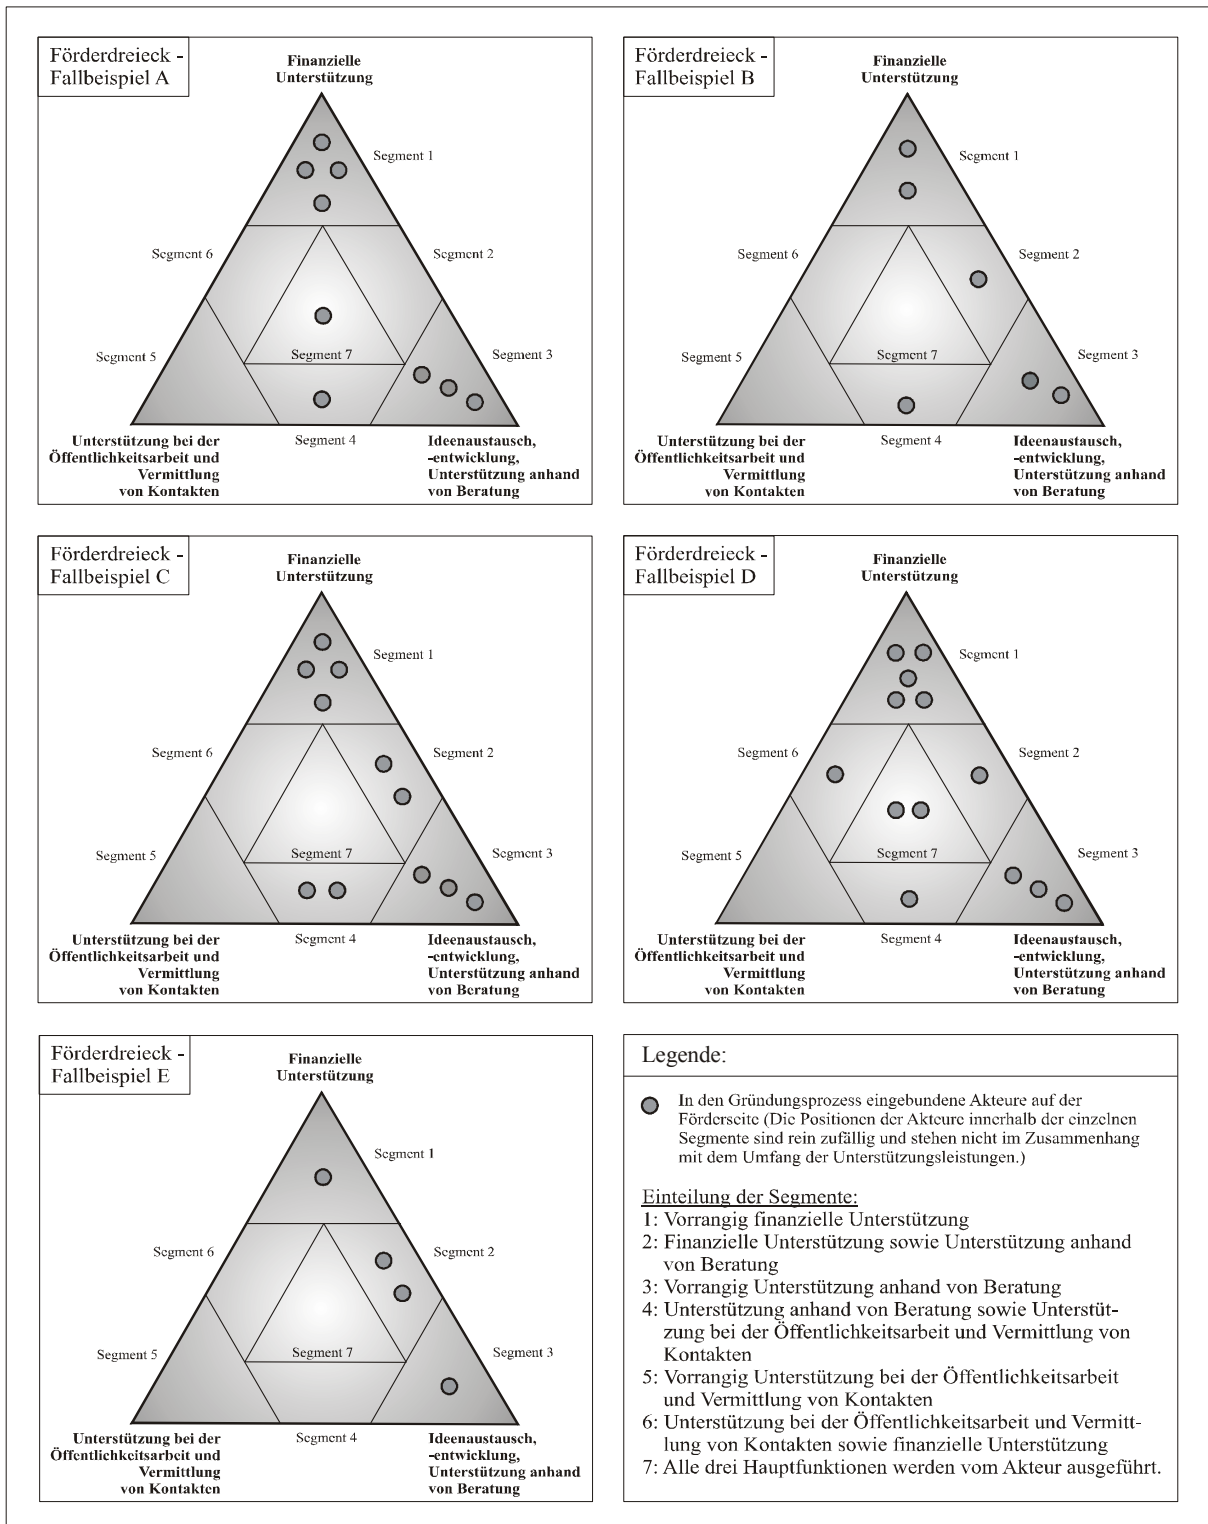 Förderdreieck -
Fallbeispiel A
Finanzielle
Unterstützung
Segment 1
Segment 6
Segment 2
Segment 5
Segment 7
Segment 3
Unterstützung bei der
Öffentlichkeitsarbeit und
Vermittlung
von Kontakten
Segment 4
Ideenaustausch,
-entwicklung,
Unterstützung anhand
von Beratung
Förderdreieck -
Fallbeispiel B
Finanzielle
Unterstützung
Segment 1
Segment 6
Segment 2
Segment 5
Segment 7
Segment 3
Unterstützung bei der
Öffentlichkeitsarbeit und
Vermittlung
von Kontakten
Segment 4
Ideenaustausch,
-entwicklung,
Unterstützung anhand
von Beratung
Förderdreieck -
Fallbeispiel C
Finanzielle
Unterstützung
Segment 1
Segment 6
Segment 2
Segment 5
Segment 7
Segment 3
Unterstützung bei der
Öffentlichkeitsarbeit und
Vermittlung
von Kontakten
Segment 4
Ideenaustausch,
-entwicklung,
Unterstützung anhand
von Beratung
Förderdreieck -
Fallbeispiel D
Finanzielle
Unterstützung
Segment 1
Segment 6
Segment 2
Segment 5
Segment 7
Segment 3
Unterstützung bei der
Öffentlichkeitsarbeit und
Vermittlung
von Kontakten
Segment 4
Ideenaustausch,
-entwicklung,
Unterstützung anhand
von Beratung
Förderdreieck -
Fallbeispiel E
Finanzielle
Unterstützung
Segment 1
Segment 6
Segment 2
Segment 5
Segment 7
Segment 3
Unterstützung bei der
Öffentlichkeitsarbeit und
Vermittlung
von Kontakten
Segment 4
Ideenaustausch,
-entwicklung,
Unterstützung anhand
von Beratung
Legende:
In den Gründungsprozess eingebundene Akteure auf der
Förderseite (Die Positionen der Akteure innerhalb der einzelnen
Segmente sind rein zufällig und stehen nicht im Zusammenhang
mit dem Umfang der Unterstützungsleistungen.)
Einteilung der Segmente:
1: Vorrangig finanzielle Unterstützung
2: Finanzielle Unterstützung sowie Unterstützung anhand
von Beratung
3: Vorrangig Unterstützung anhand von Beratung
4: Unterstützung anhand von Beratung sowie Unterstüt-
zung bei der Öffentlichkeitsarbeit und Vermittlung von
Kontakten
5: Vorrangig Unterstützung bei der Öffentlichkeitsarbeit
und Vermittlung von Kontakten
6: Unterstützung bei der Öffentlichkeitsarbeit und Vermitt-
lung von Kontakten sowie finanzielle Unterstützung
7: Alle drei Hauptfunktionen werden vom Akteur ausgeführt.